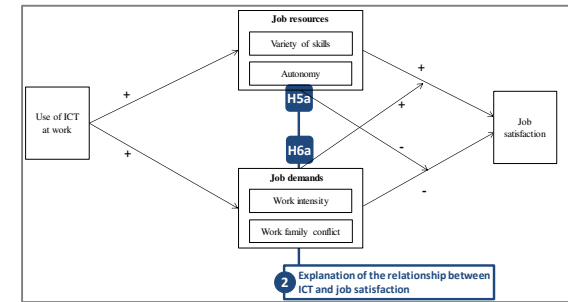 Job resources
Variety of skills
Autonomy
+
+
+
H5a
Use of ICT
at work
Job
satisfaction
H6a
-
+
Job demands
-
Work intensity
Work family conflict
2
Explanation of the relationship between
ICT and job satisfaction